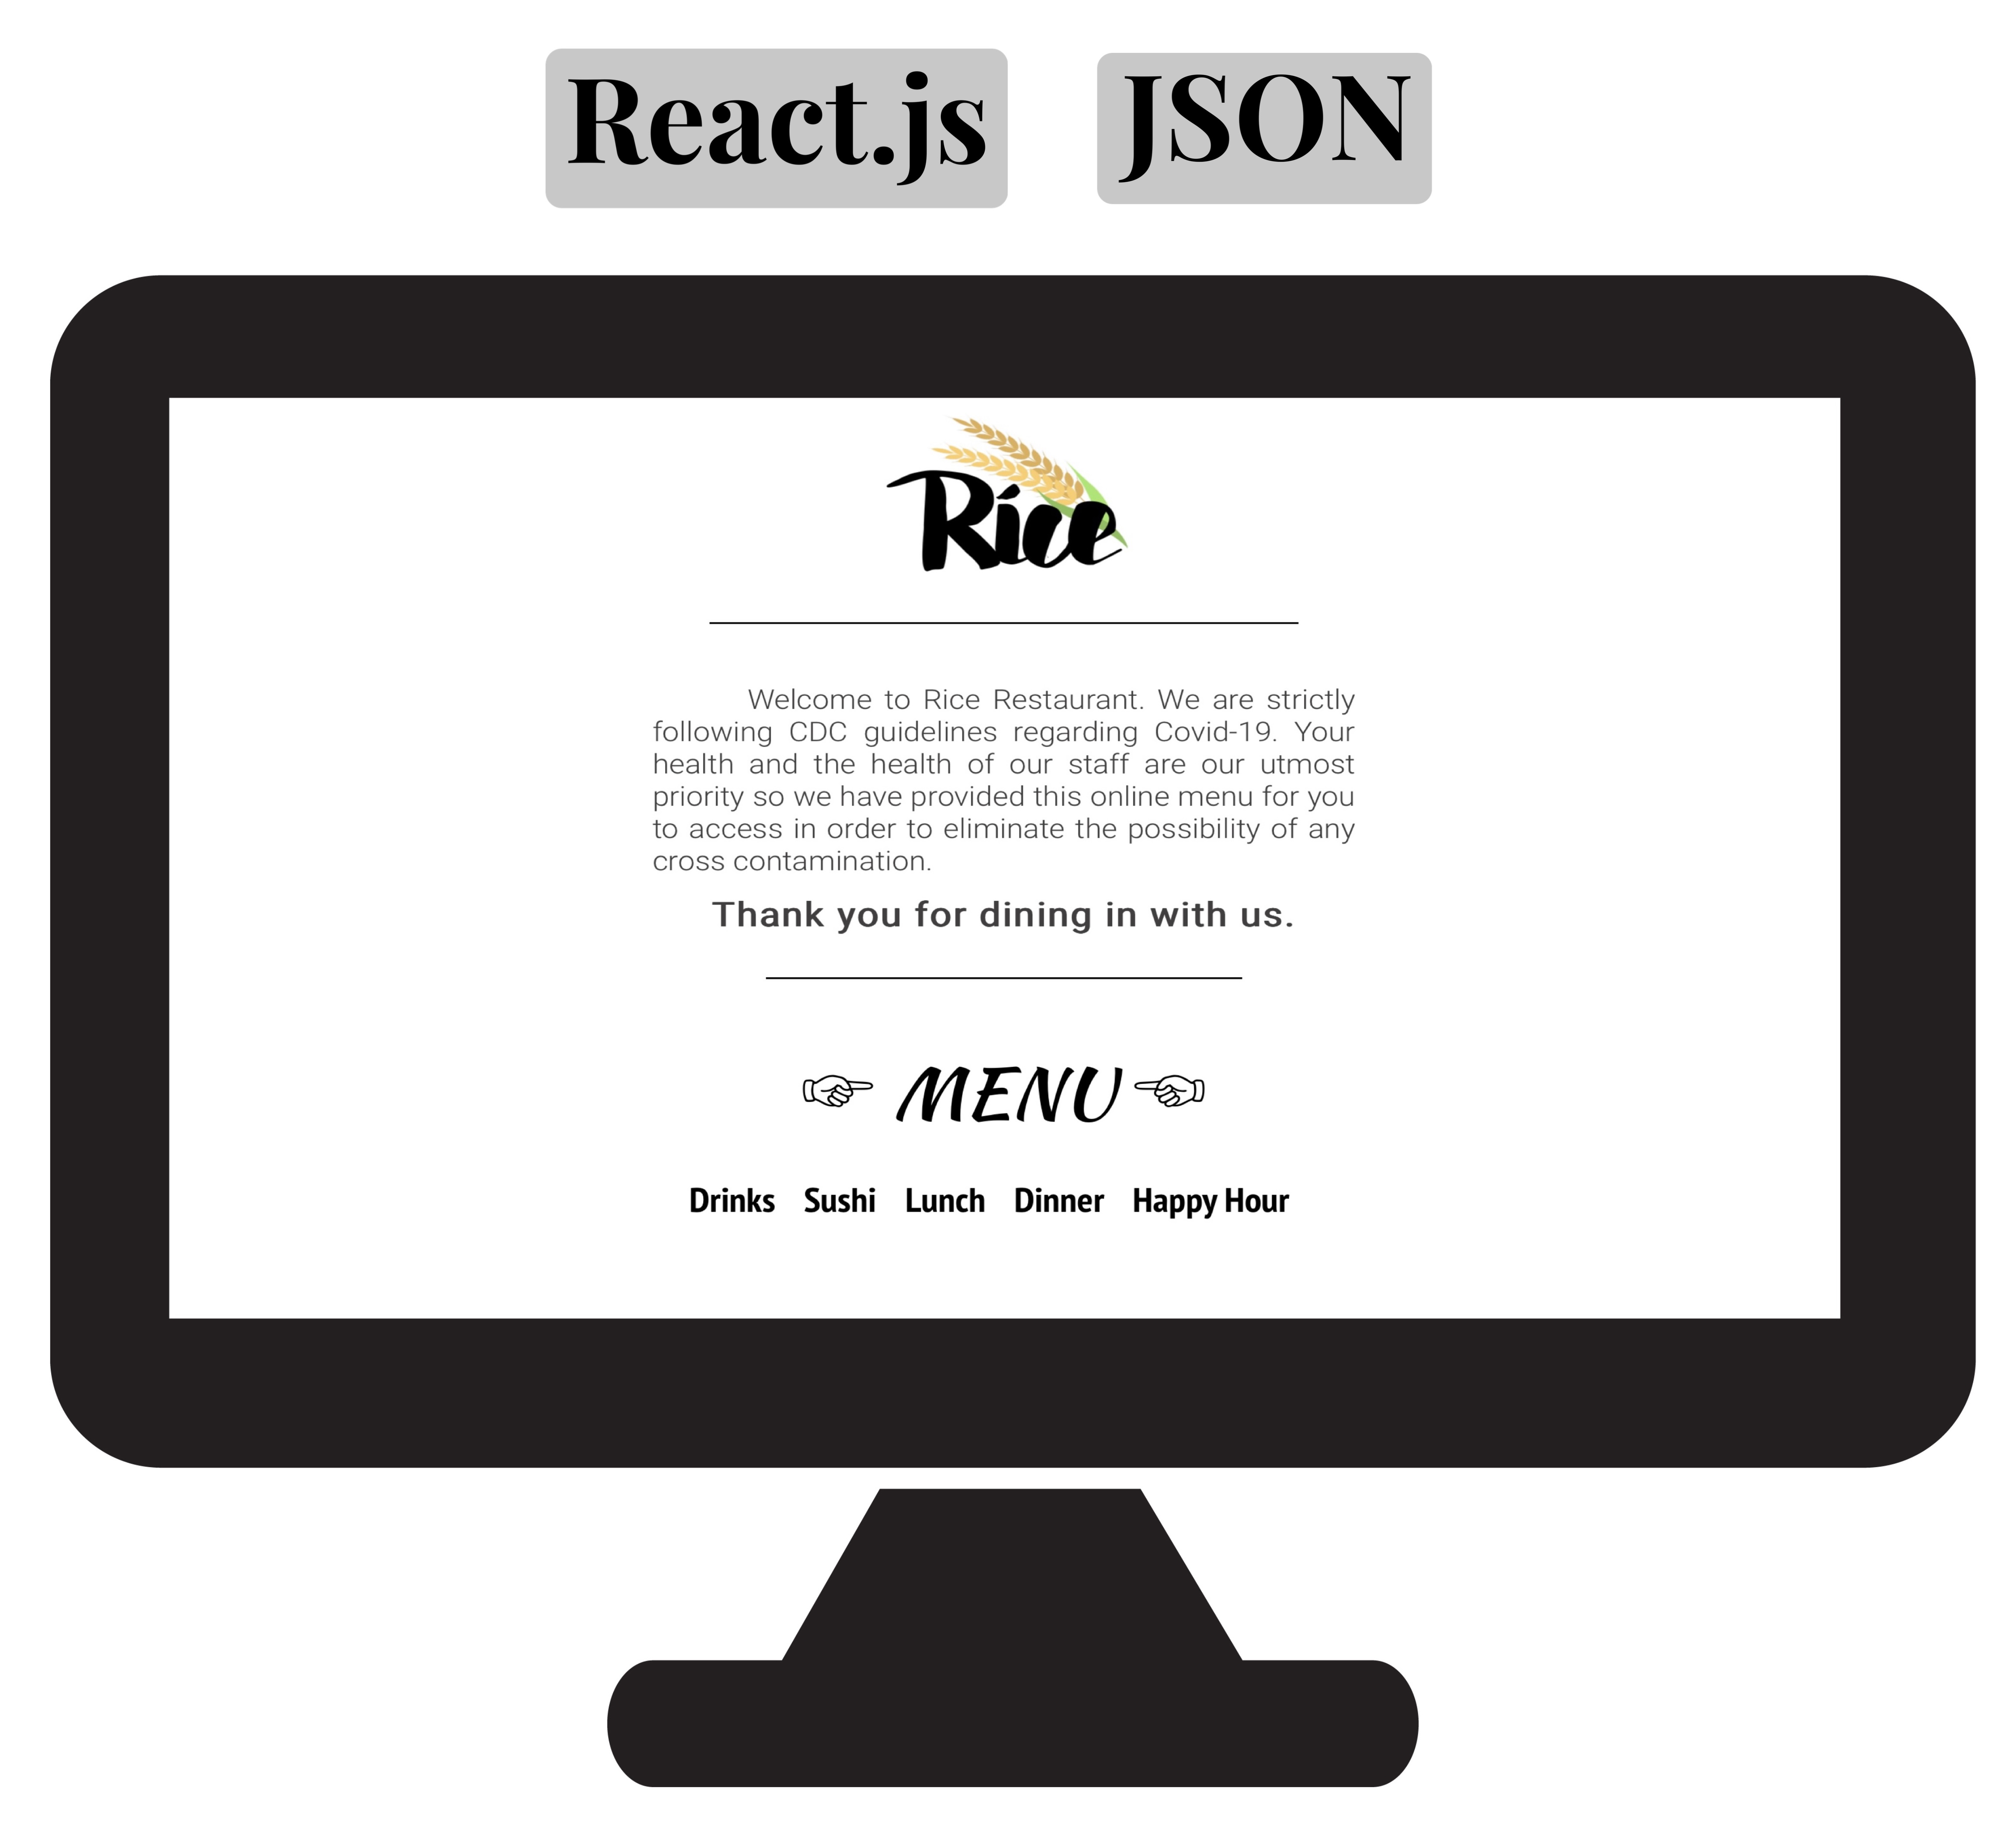 React.js JSON
Rice
Welcome to Rice Restaurant. We are strictly
following CDC guidelines regarding Covid-19. Your
health and the health of our staff are our utmost
priority so we have provided this online menu for you
to access in order to eliminate the possibility of any
cross contamination.
Thank you for dining in with us.
MENU
Drinks Sushi Lunch Dinner Happy Hour